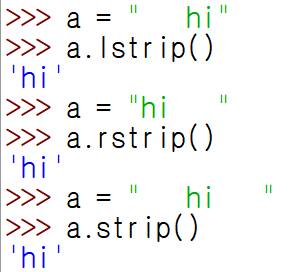 >>> a = "   hi"
>>> a.lstrip()
'hi'
>>> a = "hi   "
>>> a.rstrip()
'hi'
>>> a = "   hi   "
>>> a.strip()
'hi'